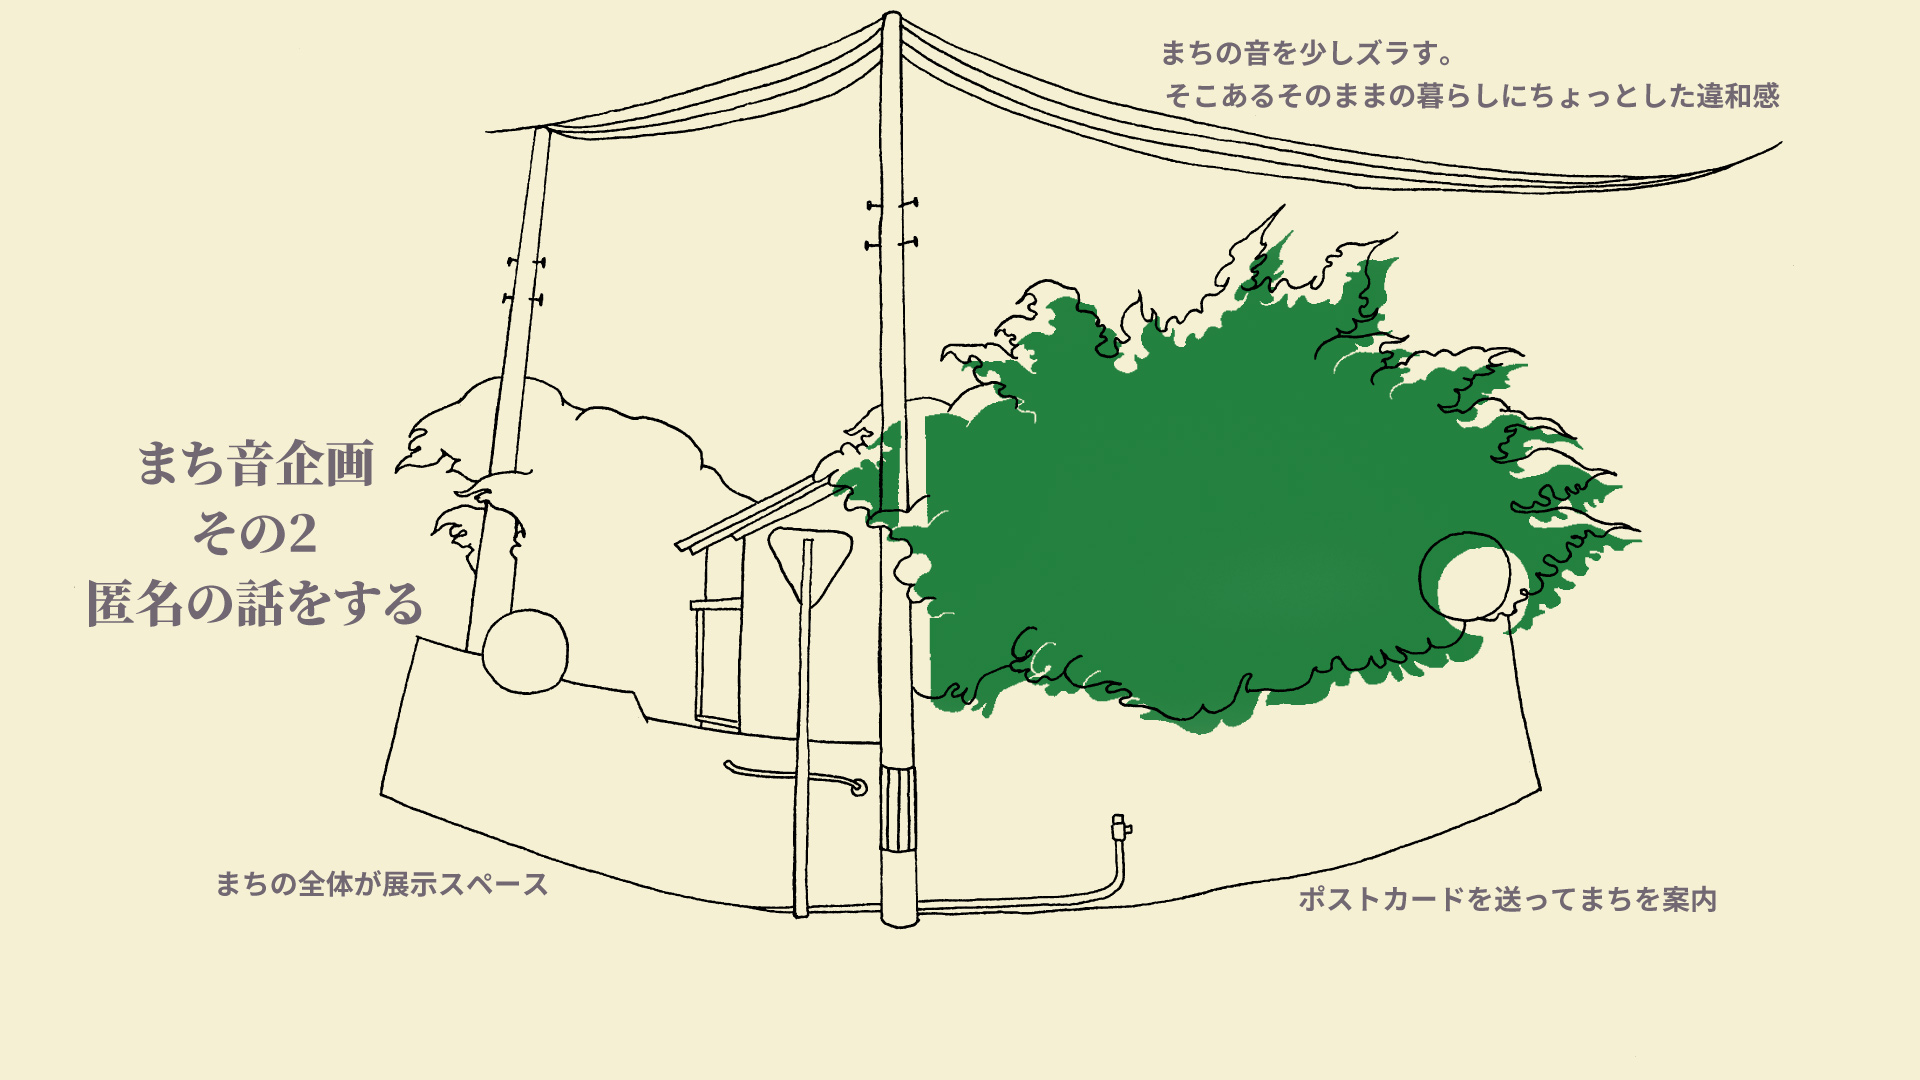 まちの音を少しズラす。
そこあるそのままの暮らしにちょっとした違和感
まち音企画
その2
匿名の話をする
まちの全体が展示スペース
ポストカードを送ってまちを案内